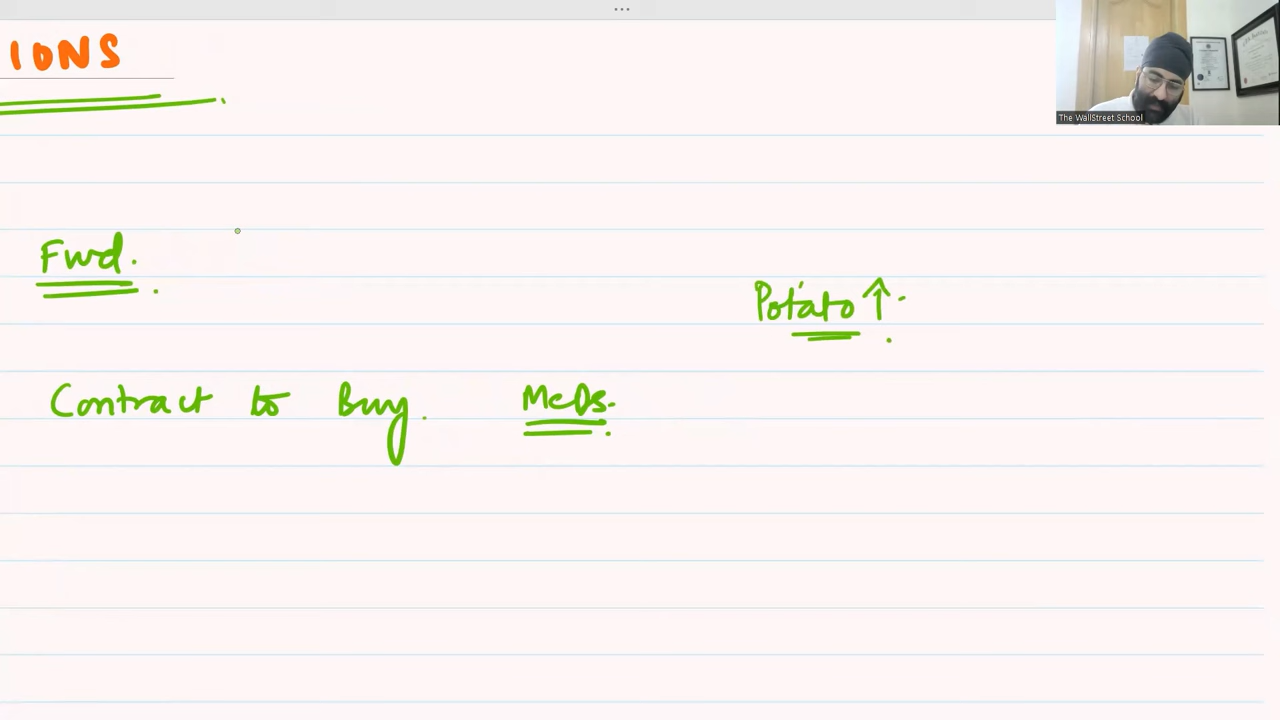 IONS
The WallStreet School
Fwd.
Potato ↑
Contract to Buy. McDs.